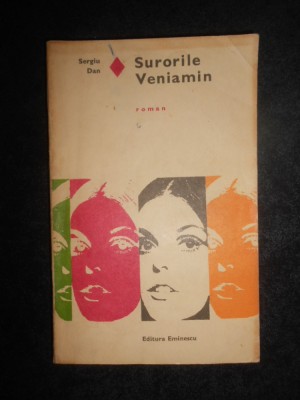 Sergiu
Dan
Surorile
Veniamin
roman
Editura Eminescu